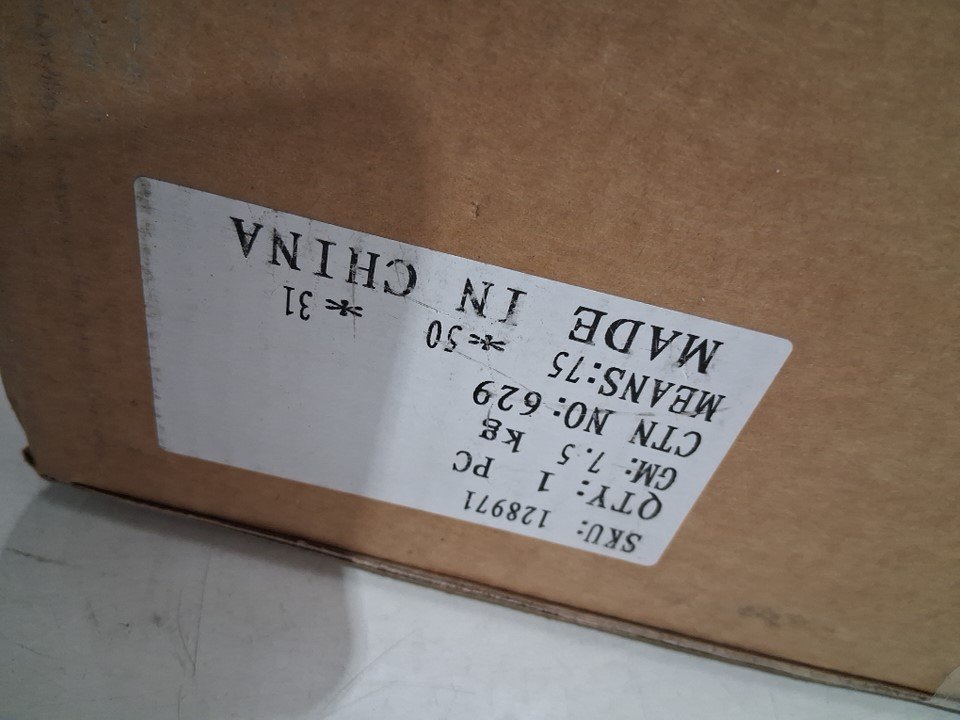 SKU: 128971
QTY: 1 PC
GM: 7.5 kg
CTN NO: 629
MEANS:75 *50 * 31
MADE IN CHINA